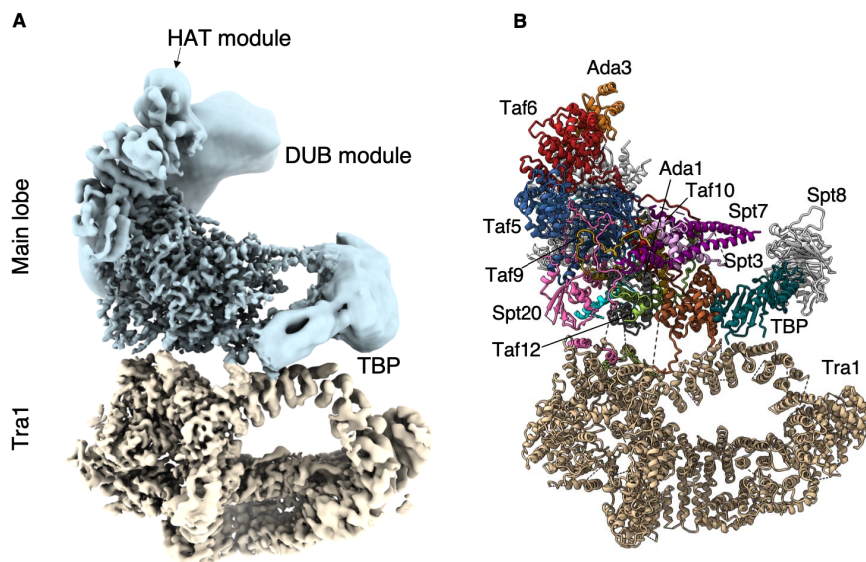 A
HAT module
DUB module
Main lobe
TBP
Tra1
B
Ada3
Taf6
Ada1
Taf10
Spt7
Spt8
Taf5
Spt3
Taf9
Spt20
TBP
Taf12
Tra1